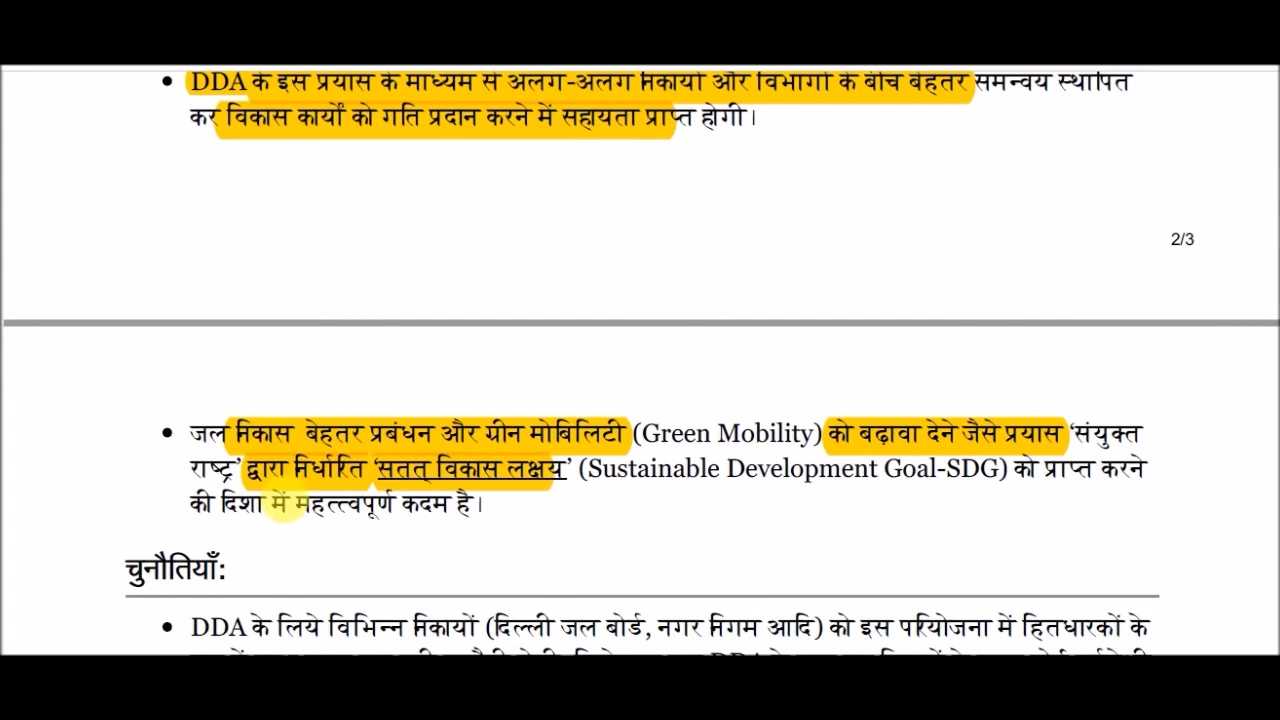 • DDA के इस प्रयास के माध्यम से अलग-अलग निकायों और विभागों के बीच बेहतर समन्वय स्थापित
कर विकास कार्यों को गति प्रदान करने में सहायता प्राप्त होगी।
2/3
• जल निकास बेहतर प्रबंधन और ग्रीन मोबिलिटी (Green Mobility) को बढ़ावा देने जैसे प्रयास ‘संयुक्त
राष्ट्र’ द्वारा निर्धारित ‘सतत् विकास लक्षय’ (Sustainable Development Goal-SDG) को प्राप्त करने
की दिशा में महत्त्वपूर्ण कदम है।
चुनौतियाँ:
• DDA के लिये विभिन्न निकायों (दिल्ली जल बोर्ड, नगर निगम आदि) को इस परियोजना में हितधारकों के